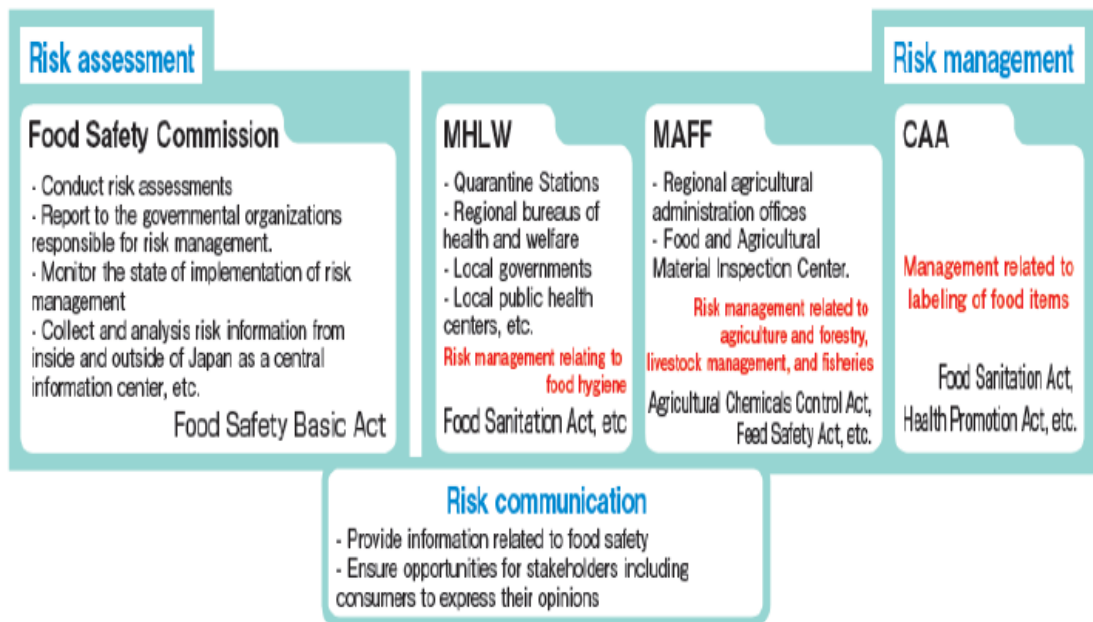 Risk assessment
Food Safety Commission
- Conduct risk assessments
- Report to the governmental organizations
responsible for risk management.
- Monitor the state of implementation of risk
management
- Collect and analysis risk information from
inside and outside of Japan as a central
information center, etc.
Food Safety Basic Act
Risk management
MHLW
- Quarantine Stations
- Regional bureaus of
health and welfare
- Local governments
- Local public health
centers, etc.
Risk management relating to
food hygiene
Food Sanitation Act, etc
MAFF
- Regional agricultural
administration offices
- Food and Agricultural
Material Inspection Center.
Risk management related to
agriculture and forestry,
livestock management, and fisheries
Agricultural Chemicals Control Act,
Feed Safety Act, etc.
CAA
Management related to
labeling of food items
Food Sanitation Act,
Health Promotion Act, etc.
Risk communication
- Provide information related to food safety
- Ensure opportunities for stakeholders including
consumers to express their opinions